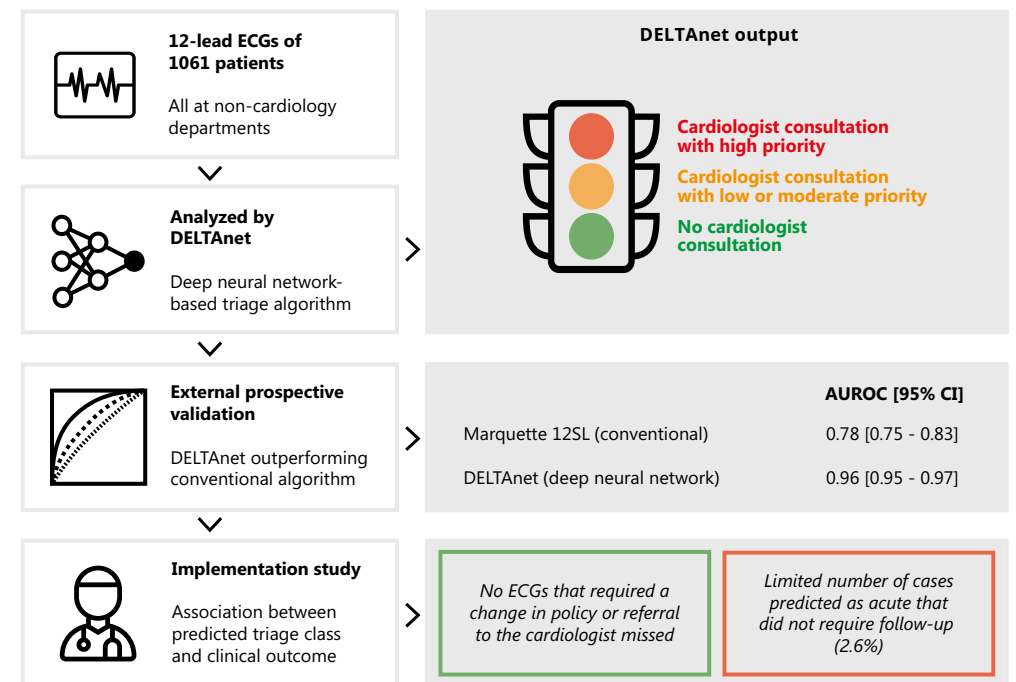 12-lead ECGs of
1061 patients
All at non-cardiology
departments
DELTAnet output
Cardiologist consultation
with high priority
Cardiologist consultation
with low or moderate priority
No cardiologist
consultation
Analyzed by
DELTAnet
Deep neural network-
based triage algorithm
External prospective
validation
DELTAnet outperforming
conventional algorithm
AUROC [95% CI]
Marquette 12SL (conventional) 0.78 [0.75 - 0.83]
DELTAnet (deep neural network) 0.96 [0.95 - 0.97]
Implementation study
Association between
predicted triage class
and clinical outcome
No ECGs that required a
change in policy or referral
to the cardiologist missed
Limited number of cases
predicted as acute that
did not require follow-up
(2.6%)